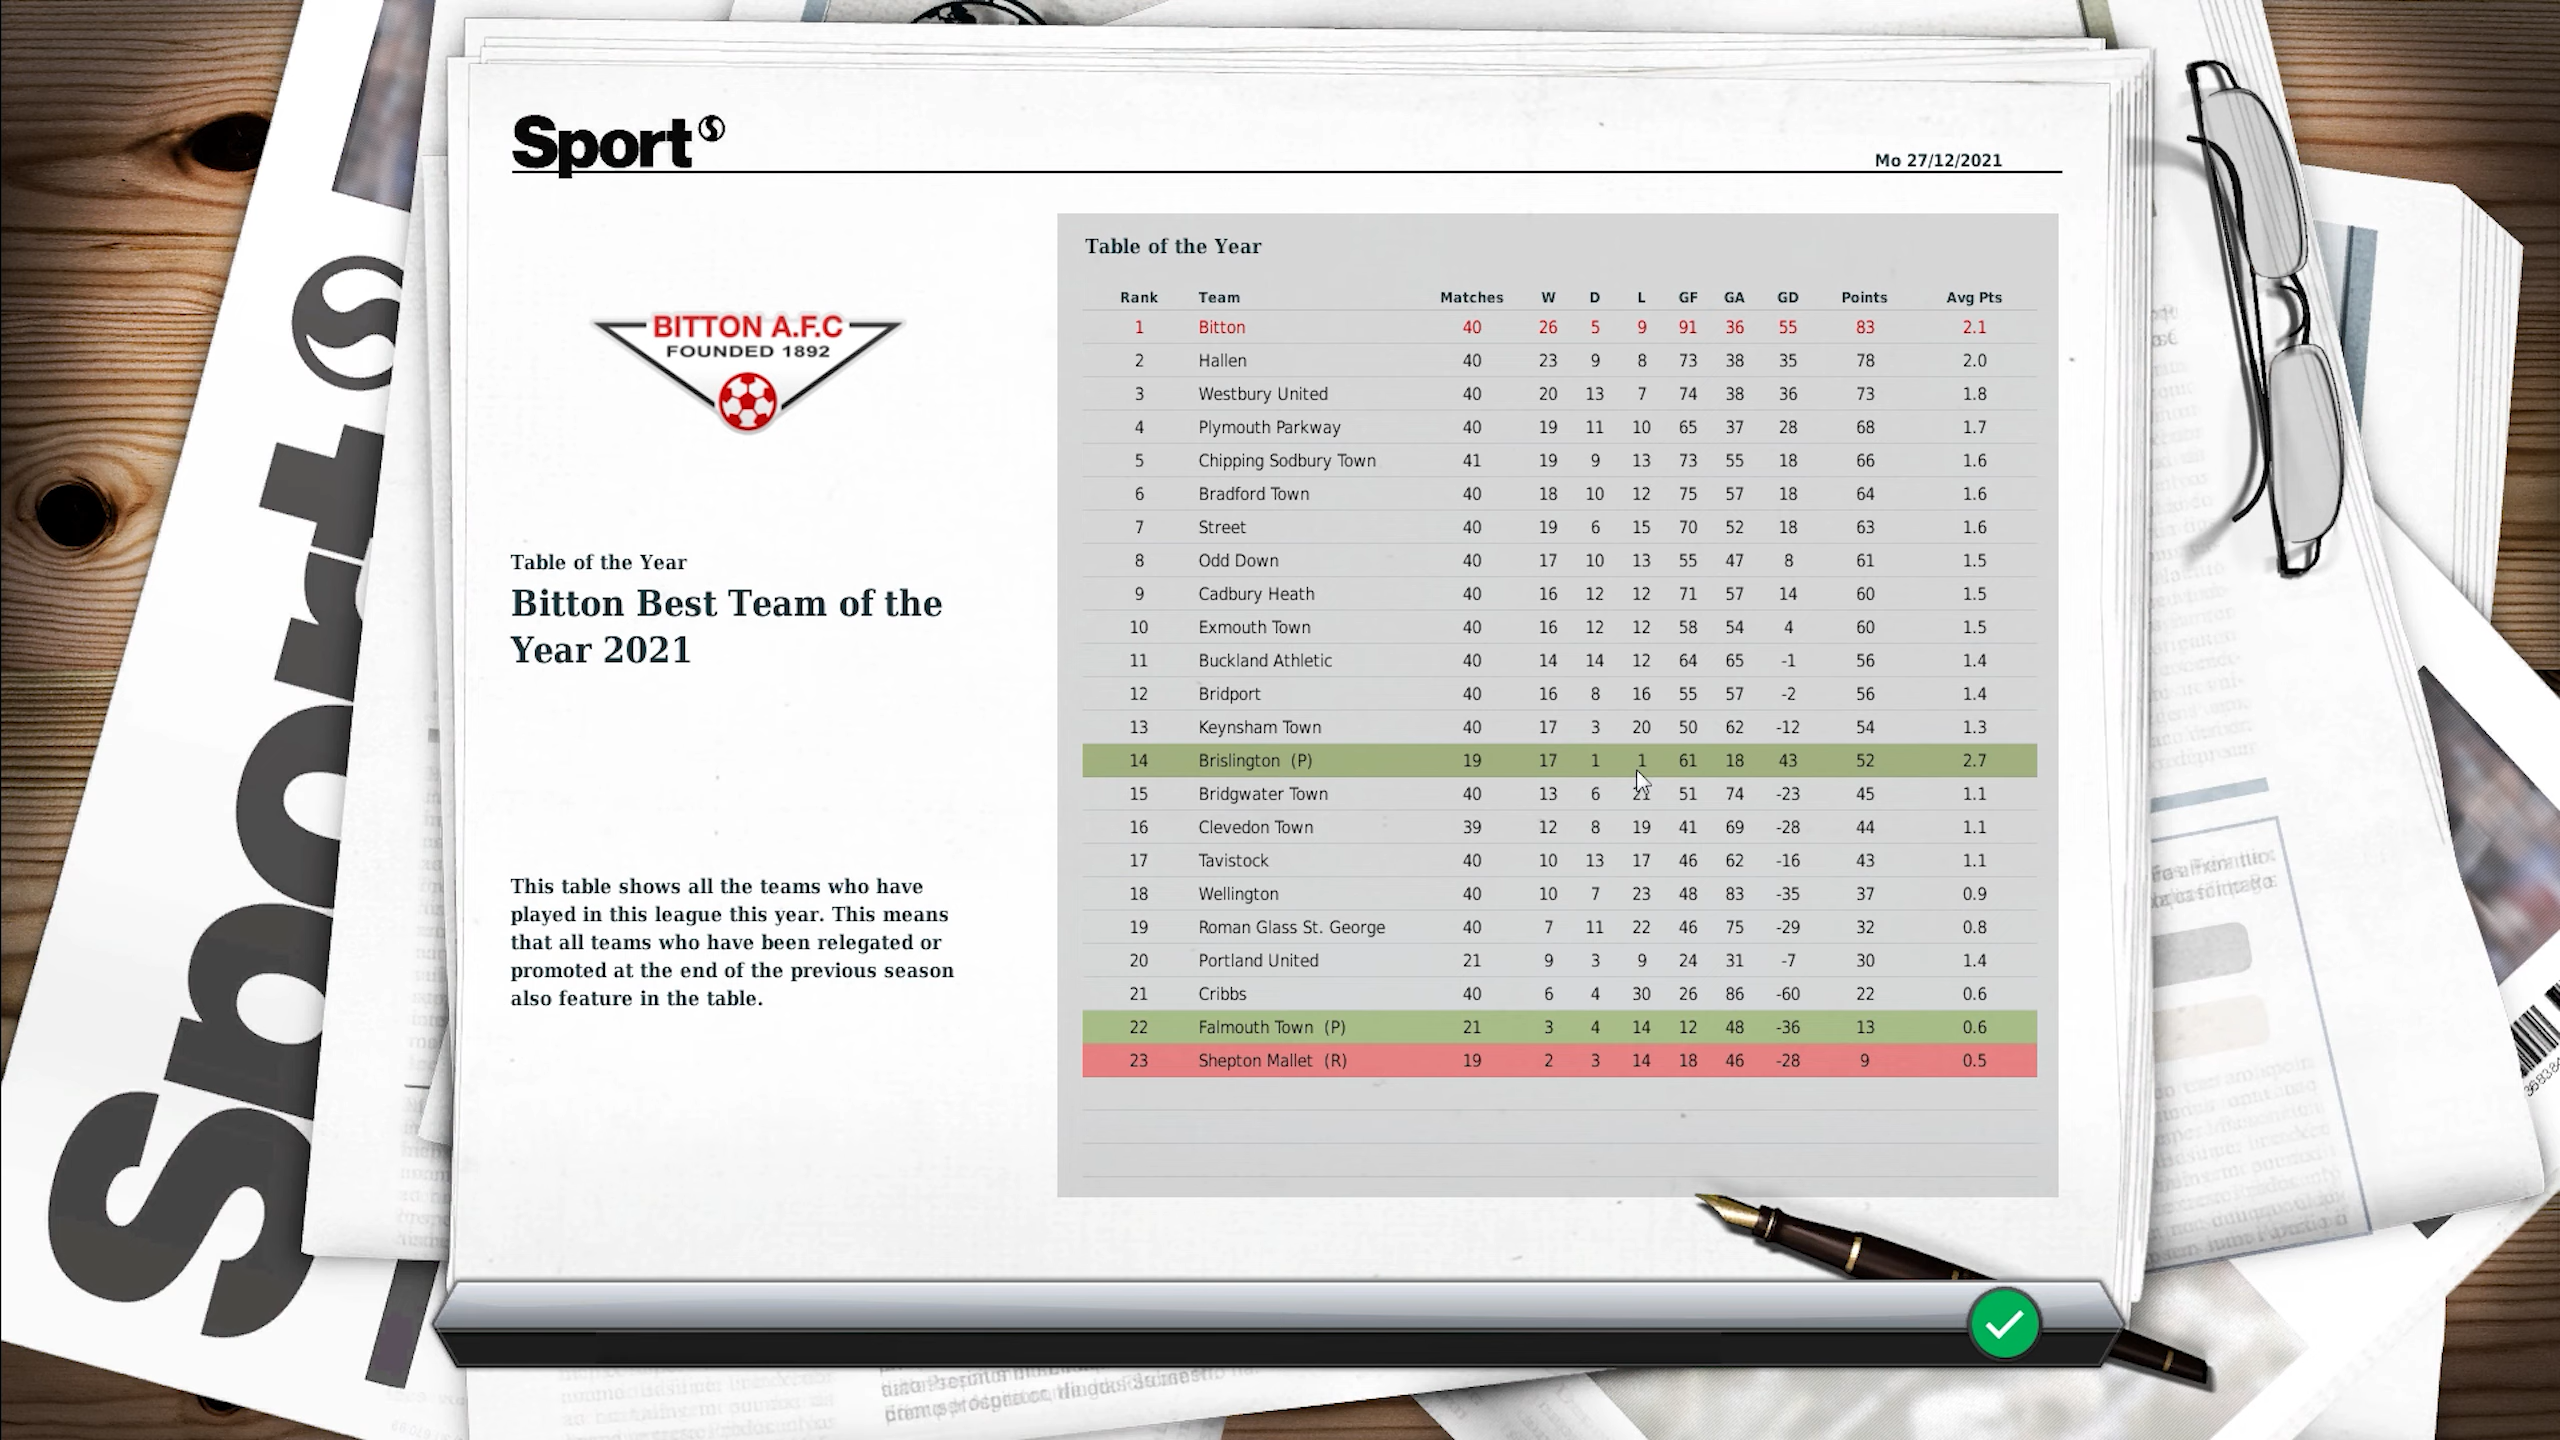 Sport
Mo 27/12/2021
BITTON A.F.C
FOUNDED 1892
Table of the Year
Bitton Best Team of the
Year 2021
This table shows all the teams who have
played in this league this year. This means
that all teams who have been relegated or
promoted at the end of the previous season
also feature in the table.
Table of the Year
Rank Team Matches W D L GF GA GD Points Avg Pts
1 Bitton 40 26 5 9 91 36 55 83 2.1
2 Hallen 40 23 9 8 73 38 35 78 2.0
3 Westbury United 40 20 13 7 74 38 36 73 1.8
4 Plymouth Parkway 40 19 11 10 65 37 28 68 1.7
5 Chipping Sodbury Town 41 19 9 13 73 55 18 66 1.6
6 Bradford Town 40 18 10 12 75 57 18 64 1.6
7 Street 40 19 6 15 70 52 18 63 1.6
8 Odd Down 40 17 10 13 55 47 8 61 1.5
9 Cadbury Heath 40 16 12 12 71 57 14 60 1.5
10 Exmouth Town 40 16 12 12 58 54 4 60 1.5
11 Buckland Athletic 40 14 14 12 64 65 -1 56 1.4
12 Bridport 40 16 8 16 55 57 -2 56 1.4
13 Keynsham Town 40 17 3 20 50 62 -12 54 1.3
14 Brislington (P) 19 17 1 1 61 18 43 52 2.7
15 Bridgwater Town 40 13 6 21 51 74 -23 45 1.1
16 Clevedon Town 39 12 8 19 41 69 -28 44 1.1
17 Tavistock 40 10 13 17 46 62 -16 43 1.1
18 Wellington 40 10 7 23 48 83 -35 37 0.9
19 Roman Glass St. George 40 7 11 22 46 75 -29 32 0.8
20 Portland United 21 9 3 9 24 31 -7 30 1.4
21 Cribbs 40 6 4 30 26 86 -60 22 0.6
22 Falmouth Town (P) 21 3 4 14 12 48 -36 13 0.6
23 Shepton Mallet (R) 19 2 3 14 18 46 -28 9 0.5
Sport